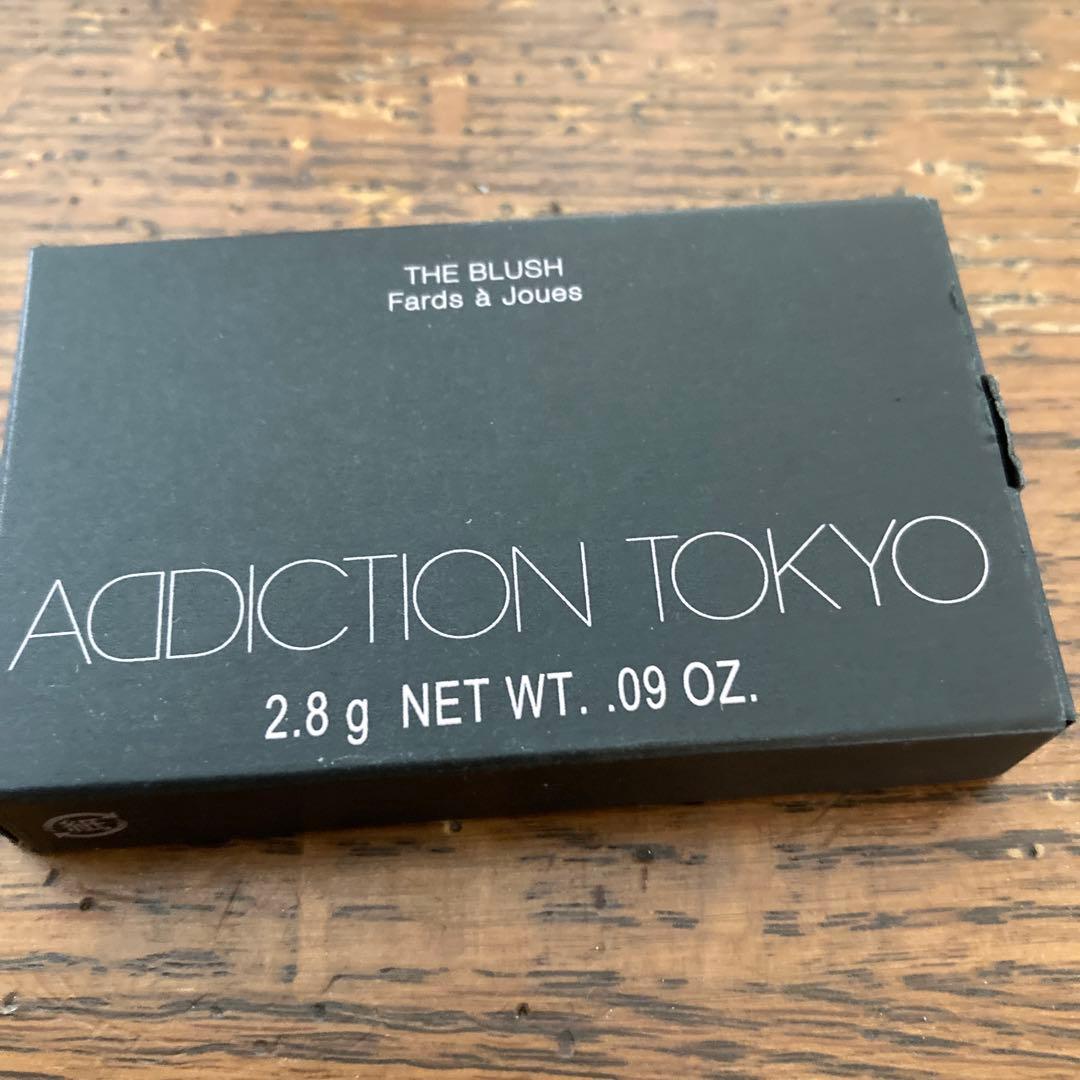 THE BLUSH
Fards à Joues
ADDICTION TOKYO
2.8 g NET WT. .09 OZ.